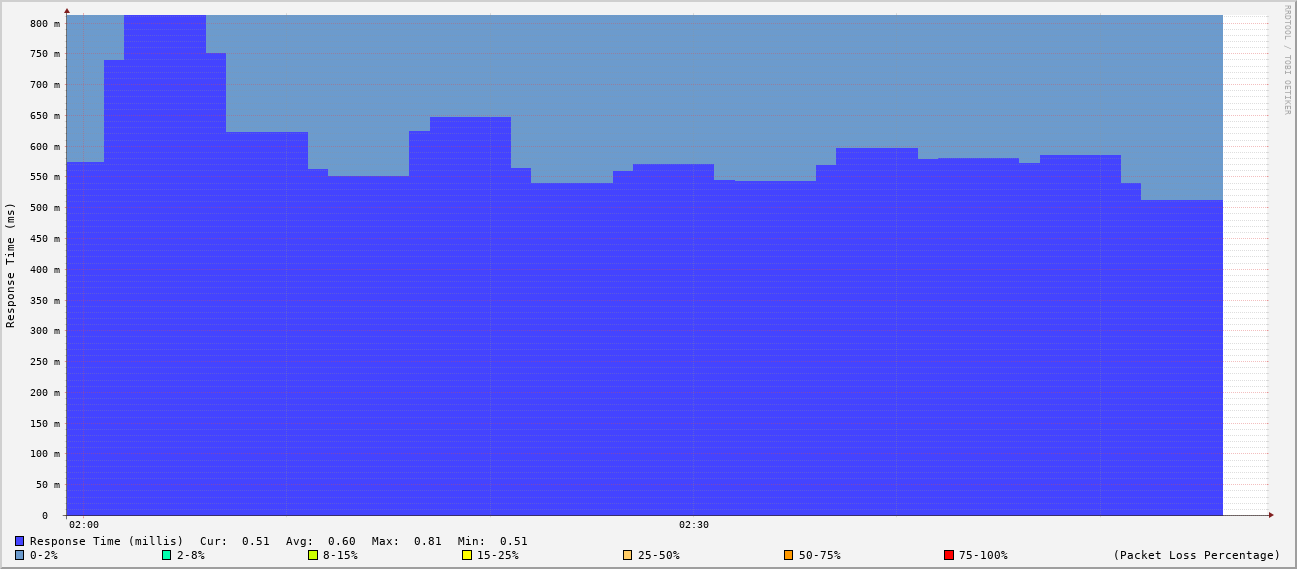 RRDTOOL / TOBI OETIKER
Response Time (ms)
800 m
750 m
700 m
650 m
600 m
550 m
500 m
450 m
400 m
350 m
300 m
250 m
200 m
150 m
100 m
50 m
0
02:00 02:30
Response Time (millis) Cur: 0.51 Avg: 0.60 Max: 0.81 Min: 0.51
0-2% 2-8% 8-15% 15-25% 25-50% 50-75% 75-100% (Packet Loss Percentage)